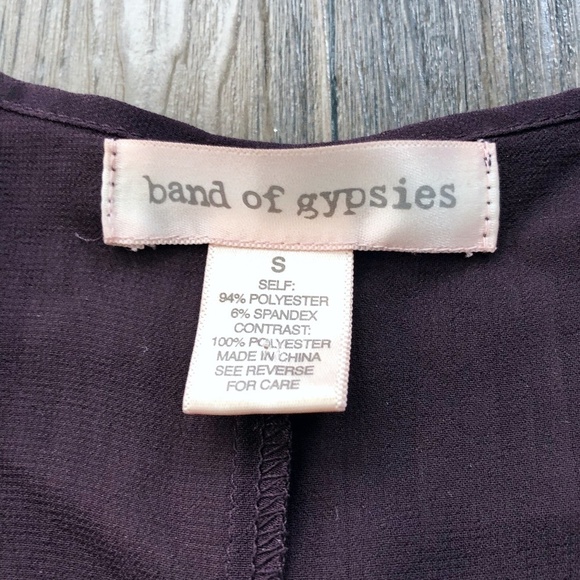 band of gypsies
S
SELF:
94% POLYESTER
6% SPANDEX
CONTRAST:
100% POLYESTER
MADE IN CHINA
SEE REVERSE
FOR CARE